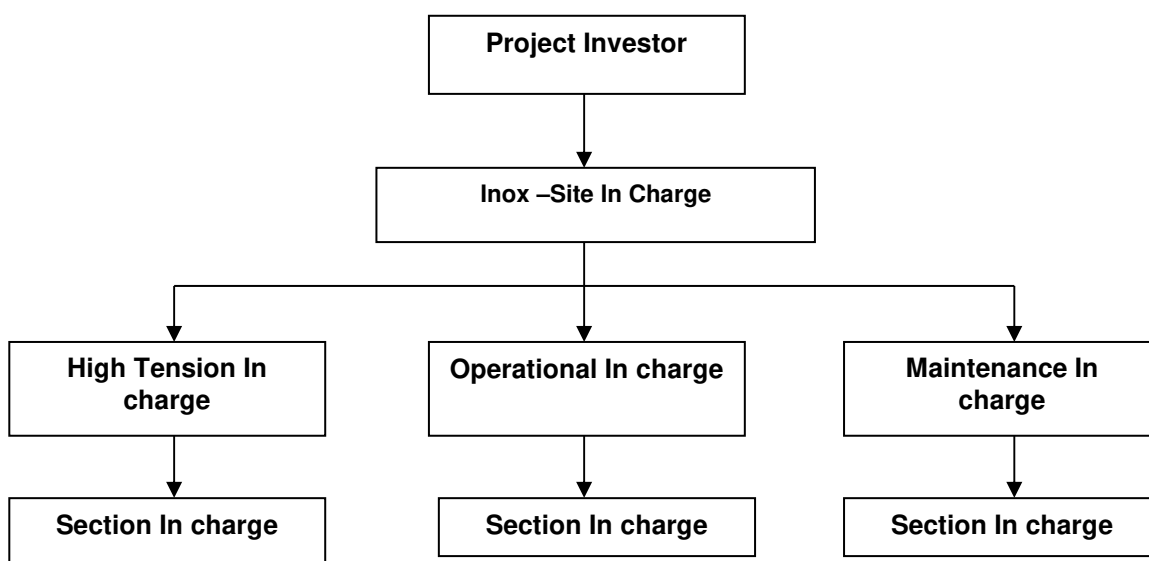 Project Investor
Inox –Site In Charge
High Tension In
charge
Operational In charge
Maintenance In
charge
Section In charge
Section In charge
Section In charge